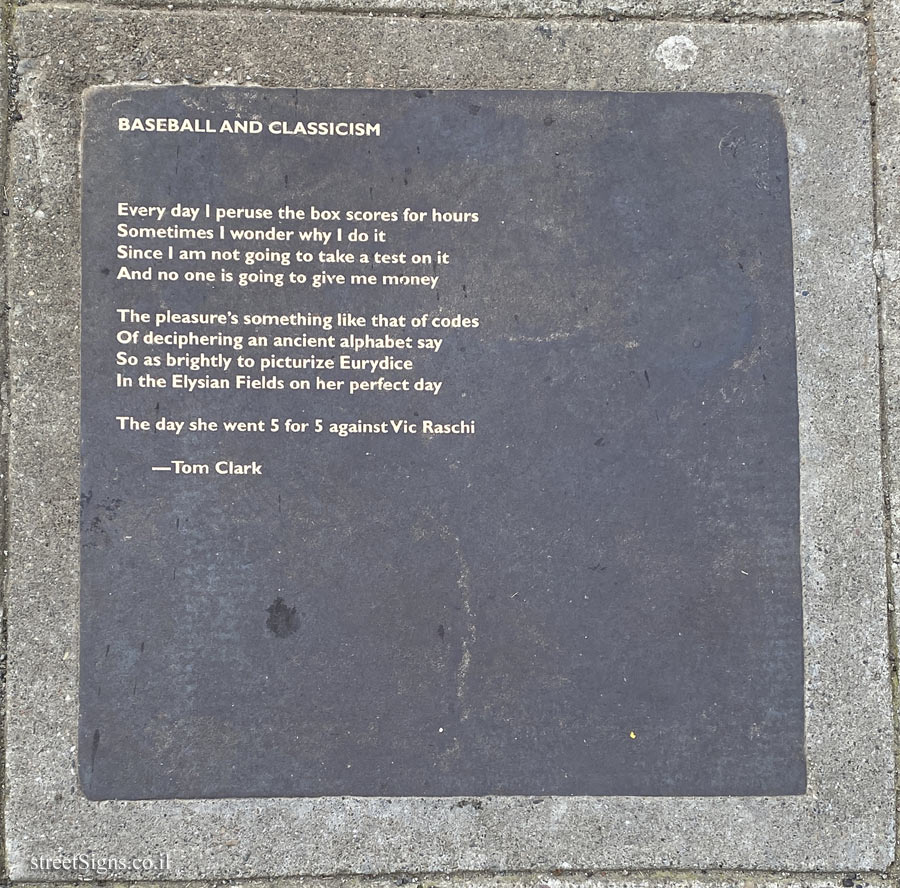 BASEBALL AND CLASSICISM
Every day I peruse the box scores for hours
Sometimes I wonder why I do it
Since I am not going to take a test on it
And no one is going to give me money
The pleasure's something like that of codes
Of deciphering an ancient alphabet say
So as brightly to picturize Eurydice
In the Elysian Fields on her perfect day
The day she went 5 for 5 against Vic Raschi
—Tom Clark
streetSigns.co.il